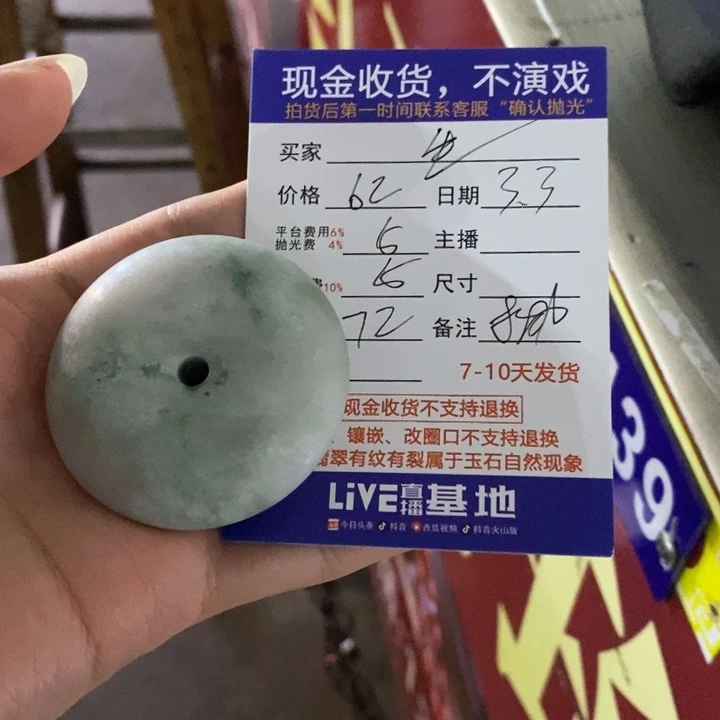 现金收货，不演戏
拍货后第一时间联系客服“确认抛光”
买家
价格 62 日期 3.3
平台费用6%
抛光费 4% 6 主播
费10% 6 尺寸
72 备注
7-10天发货
现金收货不支持退换
、镶嵌、改圈口不支持退换
翡翠有纹有裂属于玉石自然现象
LiVE直播基地
今日头条 抖音 西瓜视频 抖音火山版
39